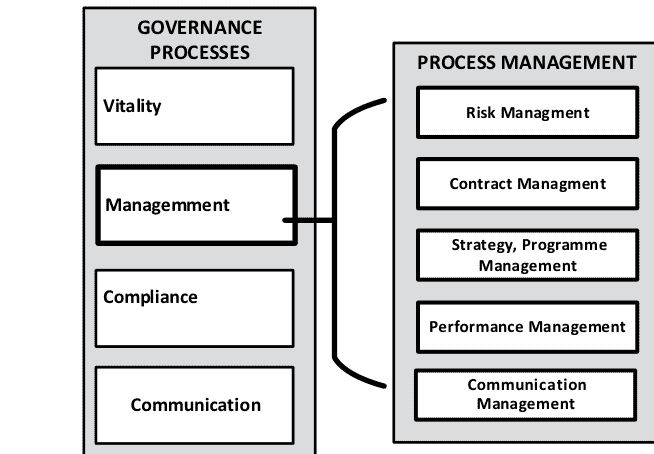 GOVERNANCE
PROCESSES
Vitality
Managemment
Compliance
Communication
PROCESS MANAGEMENT
Risk Managment
Contract Managment
Strategy, Programme
Management
Performance Management
Communication
Management